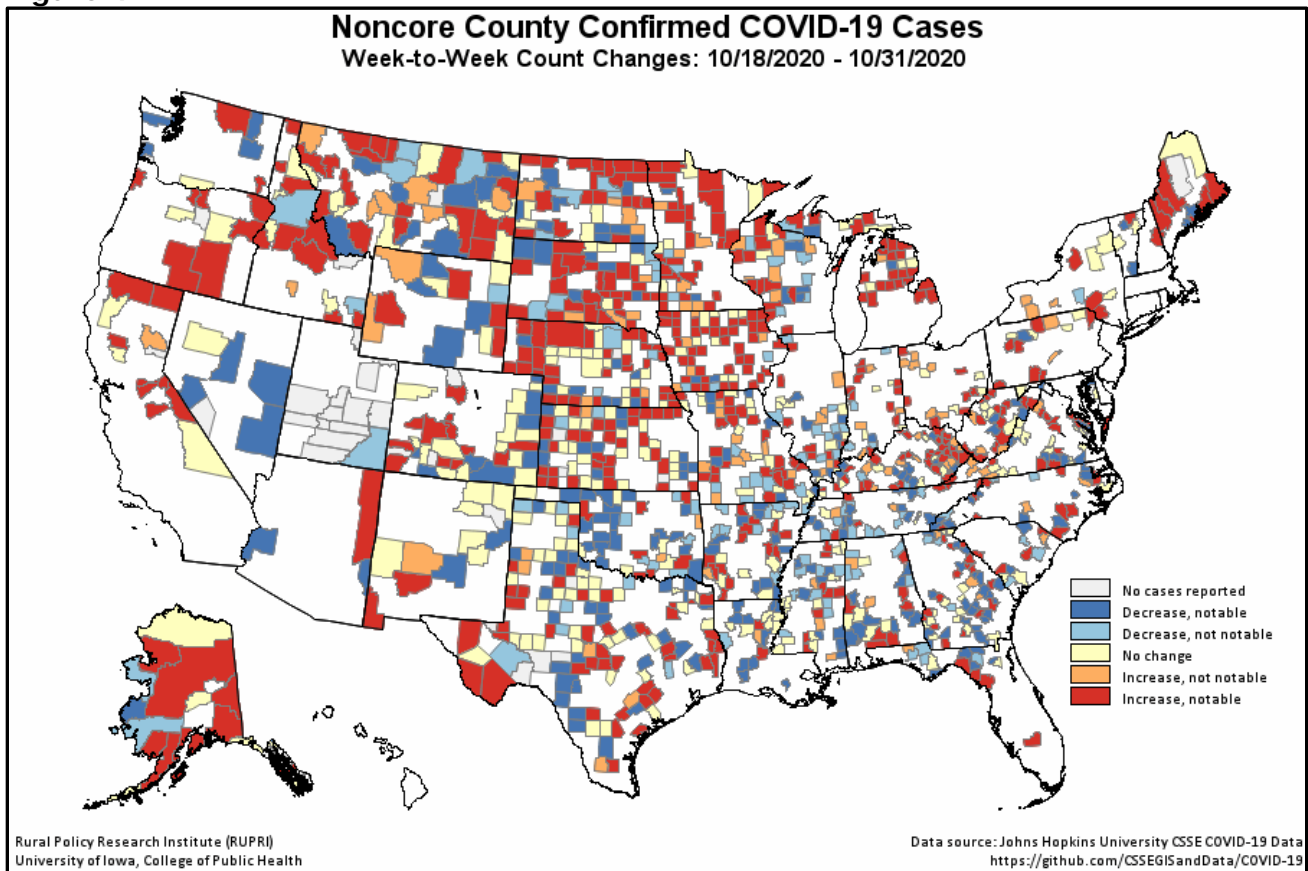 Noncore County Confirmed COVID-19 Cases
Week-to-Week Count Changes: 10/18/2020 - 10/31/2020
No cases reported
Decrease, notable
Decrease, not notable
No change
Increase, not notable
Increase, notable
Rural Policy Research Institute (RUPRI)
University of Iowa, College of Public Health
Data source: Johns Hopkins University CSSE COVID-19 Data
https://github.com/CSSEGISandData/COVID-19